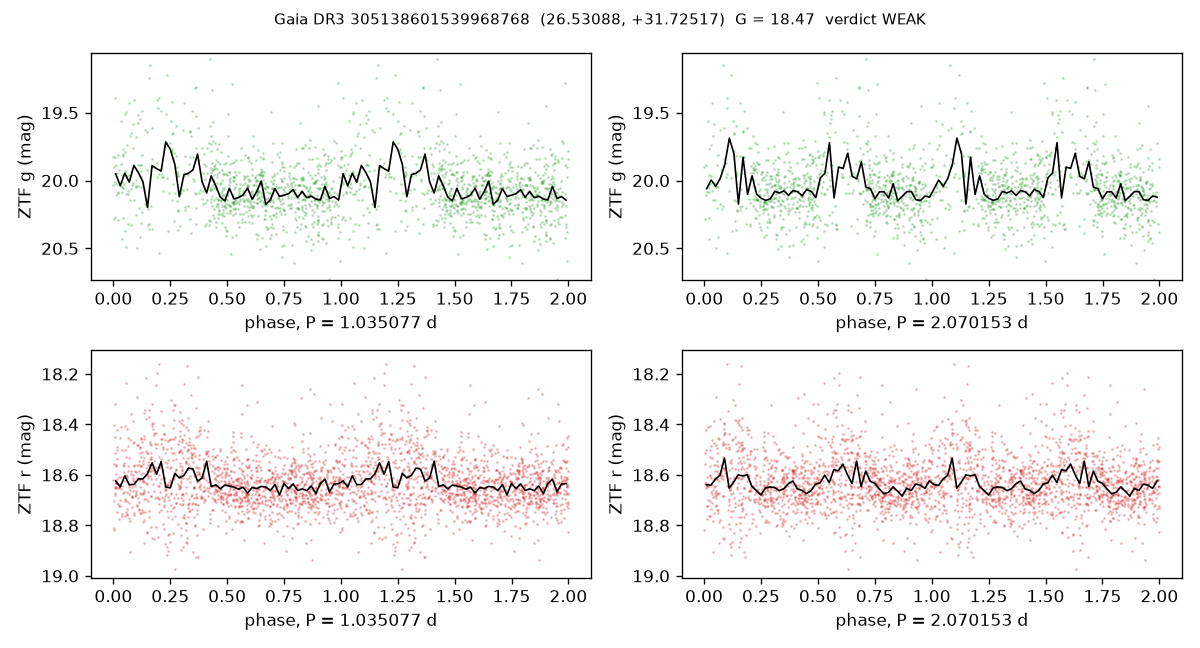 Gaia DR3 305138601539968768 (26.53088, +31.72517) G = 18.47 verdict WEAK
ZTF g (mag)
19.5
20.0
20.5
0.00 0.25 0.50 0.75 1.00 1.25 1.50 1.75 2.00
phase, P = 1.035077 d
ZTF g (mag)
19.5
20.0
20.5
0.00 0.25 0.50 0.75 1.00 1.25 1.50 1.75 2.00
phase, P = 2.070153 d
ZTF r (mag)
18.2
18.4
18.6
18.8
19.0
0.00 0.25 0.50 0.75 1.00 1.25 1.50 1.75 2.00
phase, P = 1.035077 d
ZTF r (mag)
18.2
18.4
18.6
18.8
19.0
0.00 0.25 0.50 0.75 1.00 1.25 1.50 1.75 2.00
phase, P = 2.070153 d